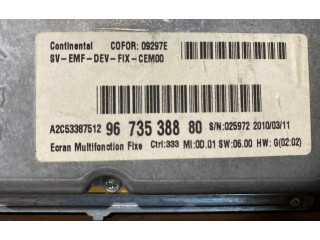 Continental COFOR: 09297E
SV-EMF-DEV-FIX-CEM00
A2C53387512 96 735 388 80 S/N:025972 2010/03/11
Ecran Multifonction Fixe Ctrl:333 MI:00.01 SW:06.00 HW: G(02:02)